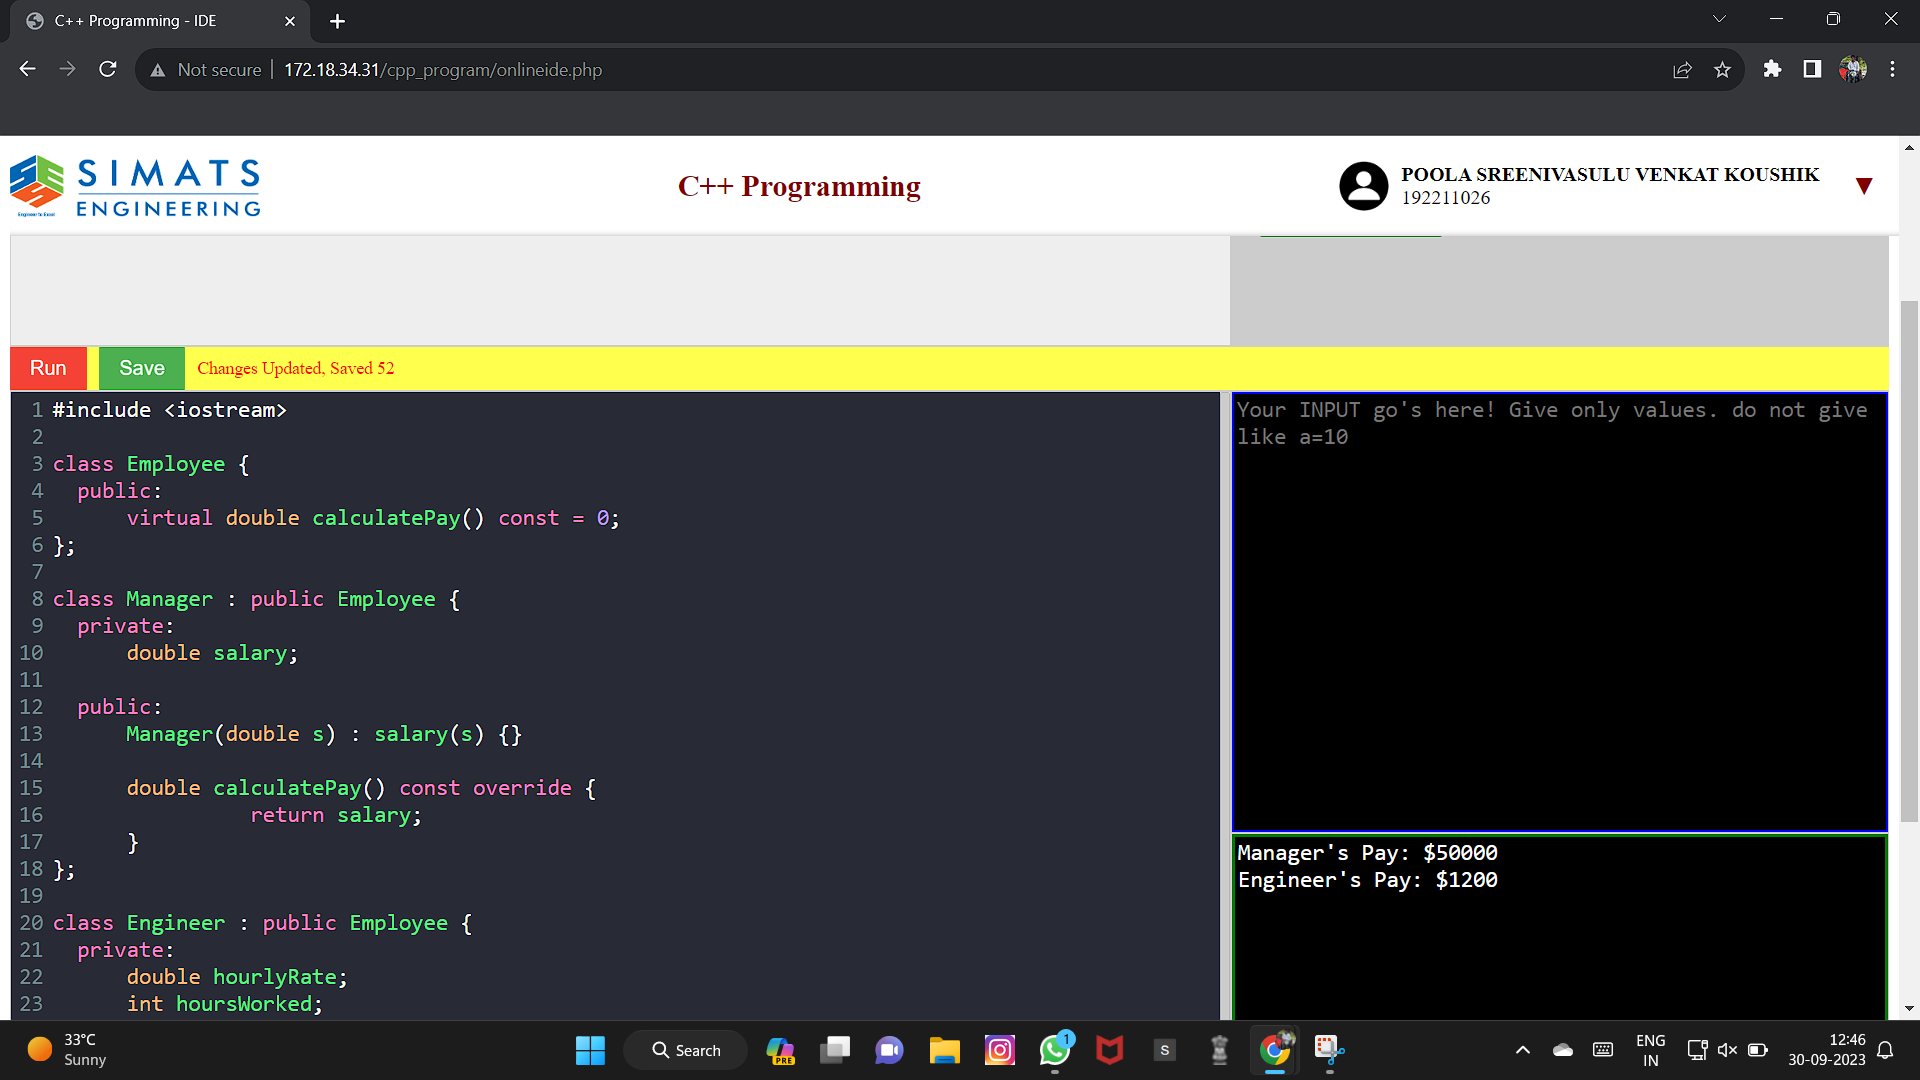 C++ Programming - IDE
Not secure 172.18.34.31/cpp_program/onlineide.php
SIMATS
ENGINEERING
Engineer to Excel
C++ Programming
POOLA SREENIVASULU VENKAT KOUSHIK
192211026
Run Save Changes Updated, Saved 52
1 #include <iostream>
2
3 class Employee {
4 public:
5 virtual double calculatePay() const = 0;
6 };
7
8 class Manager : public Employee {
9 private:
10 double salary;
11
12 public:
13 Manager(double s) : salary(s) {}
14
15 double calculatePay() const override {
16 return salary;
17 }
18 };
19
20 class Engineer : public Employee {
21 private:
22 double hourlyRate;
23 int hoursWorked;
Your INPUT go's here! Give only values. do not give
like a=10
Manager's Pay: $50000
Engineer's Pay: $1200
33°C
Sunny
Search
PRE
1
S
ENG
IN
12:46
30-09-2023